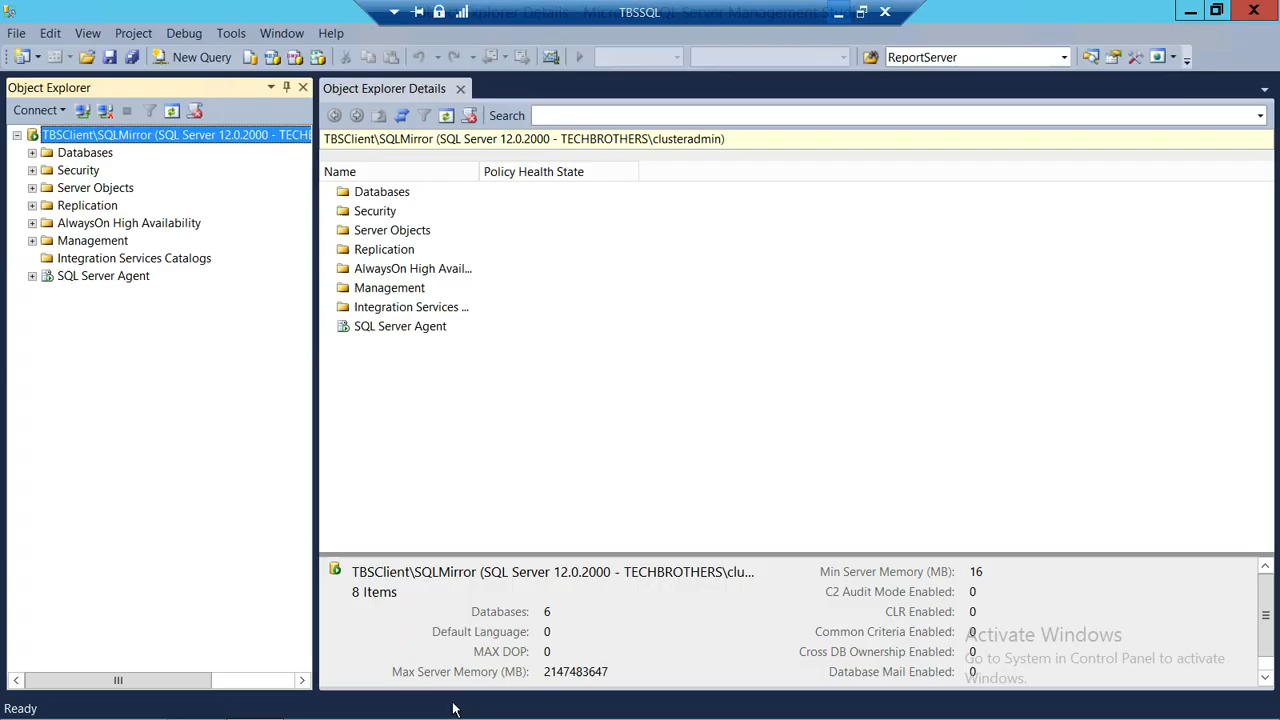 TBSSQL
File Edit View Project Debug Tools Window Help
New Query ReportServer
Object Explorer
Object Explorer Details
Connect
Search
TBSClient\SQLMirror (SQL Server 12.0.2000 - TECHB
TBSClient\SQLMirror (SQL Server 12.0.2000 - TECHBROTHERS\clusteradmin)
Databases
Security
Server Objects
Replication
AlwaysOn High Availability
Management
Integration Services Catalogs
SQL Server Agent
Name Policy Health State
Databases
Security
Server Objects
Replication
AlwaysOn High Avail...
Management
Integration Services ...
SQL Server Agent
TBSClient\SQLMirror (SQL Server 12.0.2000 - TECHBROTHERS\clu...
8 Items
Databases: 6
Default Language: 0
MAX DOP: 0
Max Server Memory (MB): 2147483647
Min Server Memory (MB): 16
C2 Audit Mode Enabled: 0
CLR Enabled: 0
Common Criteria Enabled: 0
Cross DB Ownership Enabled: 0
Database Mail Enabled: 0
Activate Windows
Go to System in Control Panel to activate
Windows.
Ready